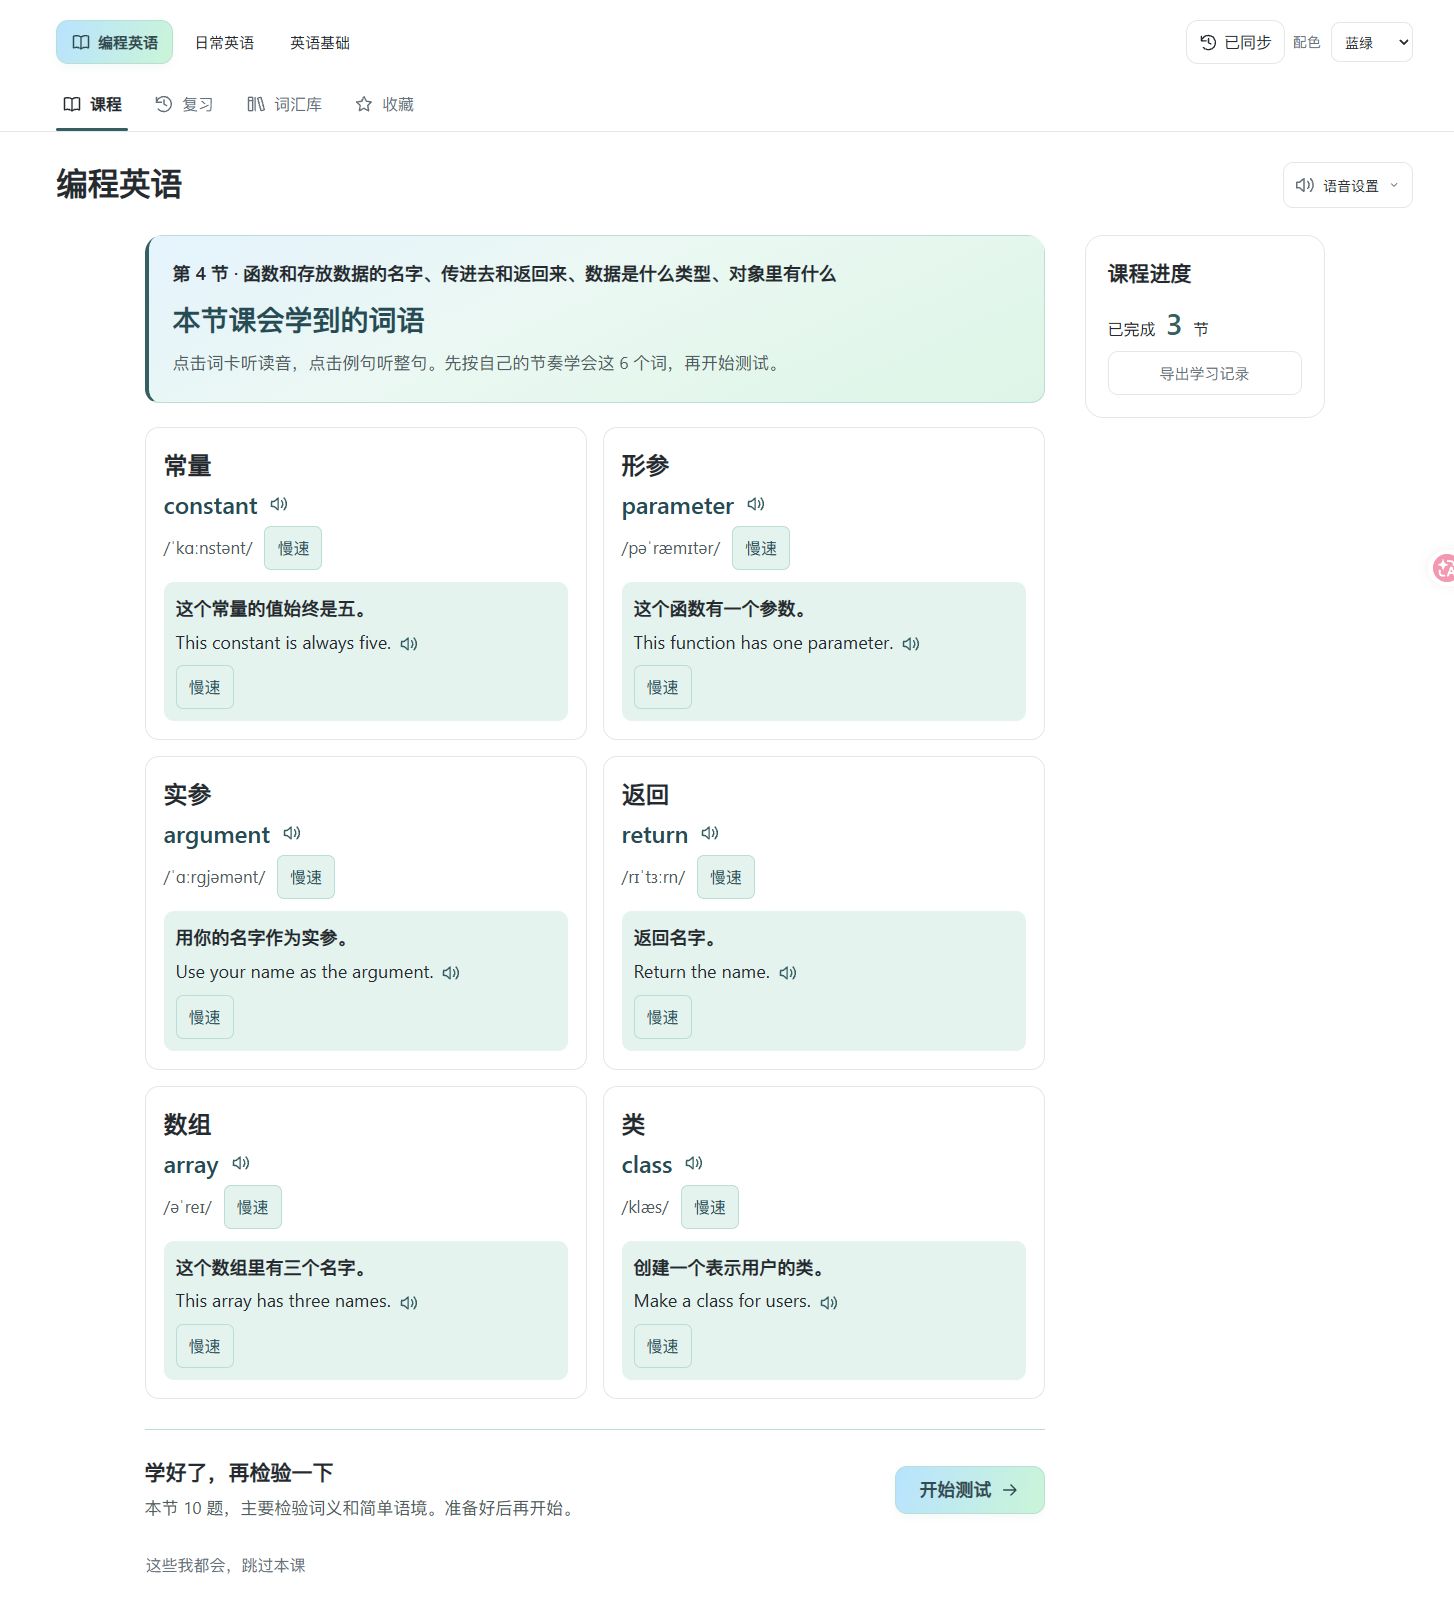 编程英语
日常英语
英语基础
已同步
配色
蓝绿
课程
复习
词汇库
收藏
编程英语
语音设置
第 4 节 · 函数和存放数据的名字、传进去和返回来、数据是什么类型、对象里有什么
本节课会学到的词语
点击词卡听读音，点击例句听整句。先按自己的节奏学会这 6 个词，再开始测试。
课程进度
已完成 3 节
导出学习记录
常量
constant
/ˈkɑːnstənt/ 慢速
这个常量的值始终是五。
This constant is always five.
慢速
形参
parameter
/pəˈræmɪtər/ 慢速
这个函数有一个参数。
This function has one parameter.
慢速
实参
argument
/ˈɑːrɡjəmənt/ 慢速
用你的名字作为实参。
Use your name as the argument.
慢速
返回
return
/rɪˈtɜːrn/ 慢速
返回名字。
Return the name.
慢速
数组
array
/əˈreɪ/ 慢速
这个数组里有三个名字。
This array has three names.
慢速
类
class
/klæs/ 慢速
创建一个表示用户的类。
Make a class for users.
慢速
学好了，再检验一下
本节 10 题，主要检验词义和简单语境。准备好后再开始。
开始测试 →
这些我都会，跳过本课